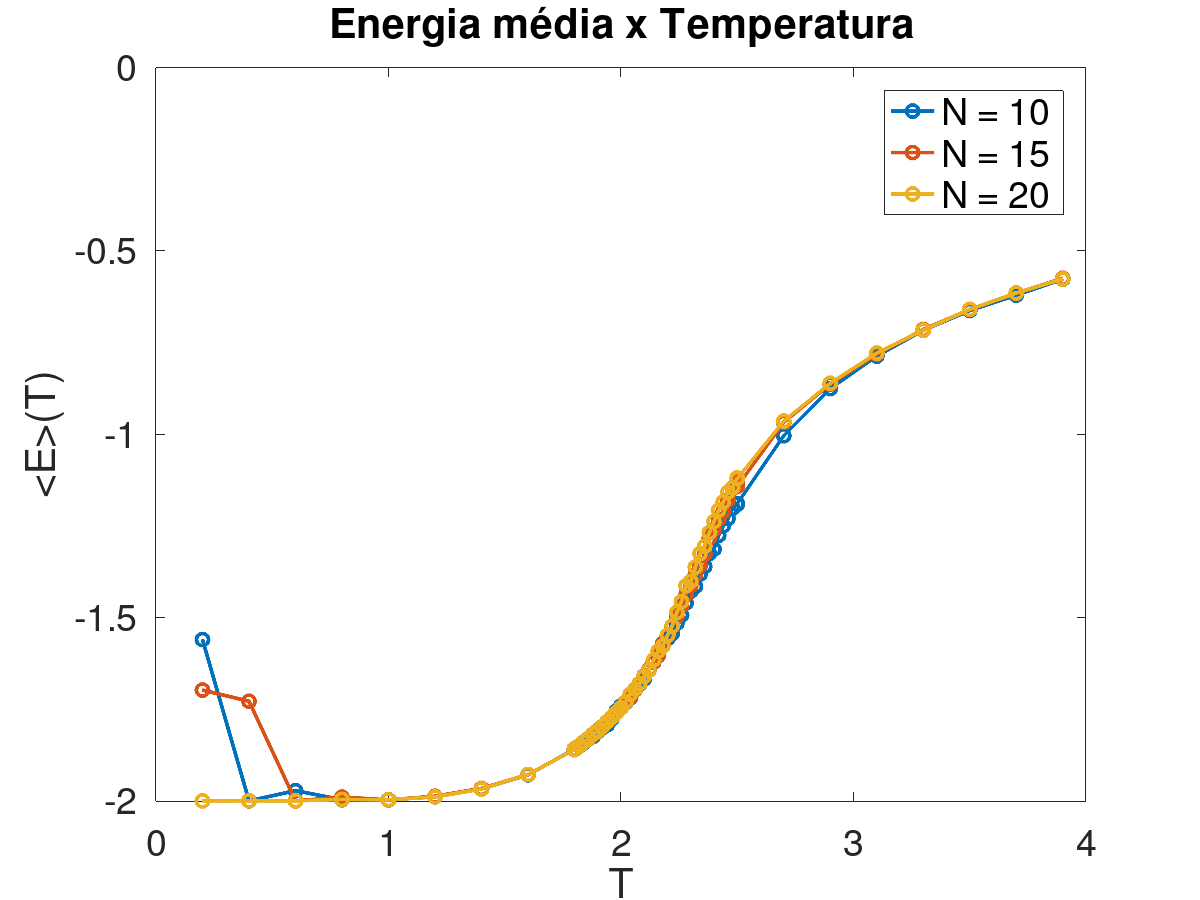 Energia média x Temperatura
0
-0.5
-1
-1.5
-2
<E>(T)
N = 10
N = 15
N = 20
0 1 2 3 4
T